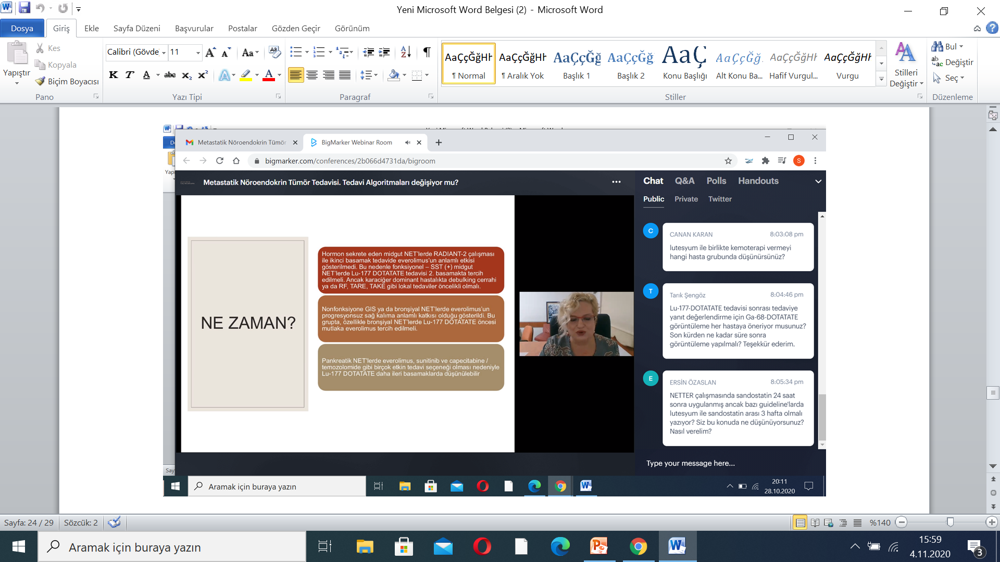 Yeni Microsoft Word Belgesi (2) - Microsoft Word
Dosya Giriş Ekle Sayfa Düzeni Başvurular Postalar Gözden Geçir Görünüm
Yapıştır
Kes
Kopyala
Biçim Boyacısı
Pano
Calibri (Gövde 11
Yazı Tipi
Paragraf
AaÇçĞğHł AaÇçĞğHł AaÇçĞğ AaÇçĞğ AaÇ AaÇçĞğ. AaÇçĞğHł AaÇçĞğHł
¶ Normal ¶ Aralık Yok Başlık 1 Başlık 2 Konu Başlığı Alt Konu Ba... Hafif Vurgul... Vurgu
Stiller
Stilleri
Değiştir
Bul
Değiştir
Seç
Düzenleme
Metastatik Nöroendokrin Tümör
BigMarker Webinar Room
bigmarker.com/conferences/2b066d4731da/bigroom
Metastatik Nöroendokrin Tümör Tedavisi. Tedavi Algoritmaları değişiyor mu?
NE ZAMAN?
Hormon sekrete eden midgut NET'lerde RADIANT-2 çalışması
ile ikinci basamak tedavide everolimus'un anlamlı etkisi
gösterilmedi. Bu nedenle fonksiyonel – SST (+) midgut
NET'lerde Lu-177 DOTATATE tedavisi 2. basamakta tercih
edilmeli. Ancak karaciğer dominant hastalıkta debulking cerrahi
ya da RF, TARE, TAKE gibi lokal tedaviler öncelikli olmalı.
Nonfonksiyone GIS ya da bronşiyal NET'lerde everolimus'un
progresyonsuz sağ kalıma anlamlı katkısı olduğu gösterildi. Bu
grupta, özellikle bronşiyal NET'lerde Lu-177 DOTATATE öncesi
mutlaka everolimus tercih edilmeli.
Pankreatik NET'lerde everolimus, sunitinib ve capecitabine /
temozolomide gibi birçok etkin tedavi seçeneği olması nedeniyle
Lu-177 DOTATATE daha ileri basamaklarda düşünülebilir
Chat Q&A Polls Handouts
Public Private Twitter
C
CANAN KARAN 8:03:08 pm
lutesyum ile birlikte kemoterapi vermeyi
hangi hasta grubunda düşünürsünüz?
T
Tarık Şengöz 8:04:46 pm
Lu-177-DOTATATE tedavisi sonrası tedaviye
yanıt değerlendirme için Ga-68-DOTATATE
görüntüleme her hastaya öneriyor musunuz?
Son kürden ne kadar süre sonra
görüntüleme yapılmalı? Teşekkür ederim.
E
ERSİN ÖZASLAN 8:05:34 pm
NETTER çalışmasında sandostatin 24 saat
sonra uygulanmış ancak bazı guideline'larda
lutesyum ile sandostatin arası 3 hafta olmalı
yazıyor? Siz bu konuda ne düşünüyorsunuz?
Nasıl verelim?
Type your message here...
Aramak için buraya yazın
20:11
28.10.2020
Sayfa: 24 / 29 Sözcük: 2
%140
Aramak için buraya yazın
15:59
4.11.2020
3